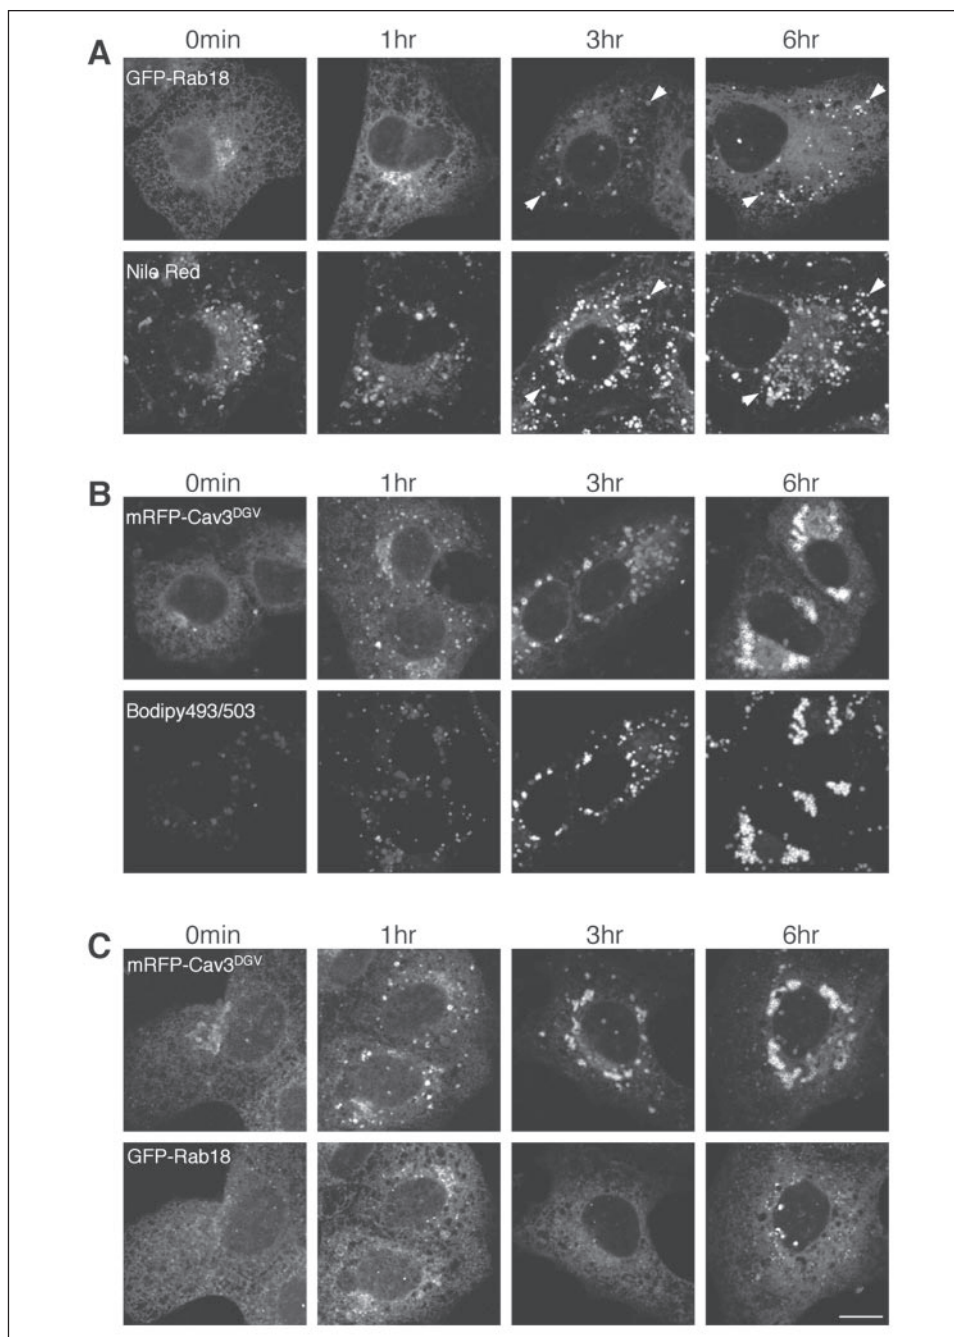 A
0min 1hr 3hr 6hr
GFP-Rab18
Nile Red
B
0min 1hr 3hr 6hr
mRFP-Cav3DGV
Bodipy493/503
C
0min 1hr 3hr 6hr
mRFP-Cav3DGV
GFP-Rab18